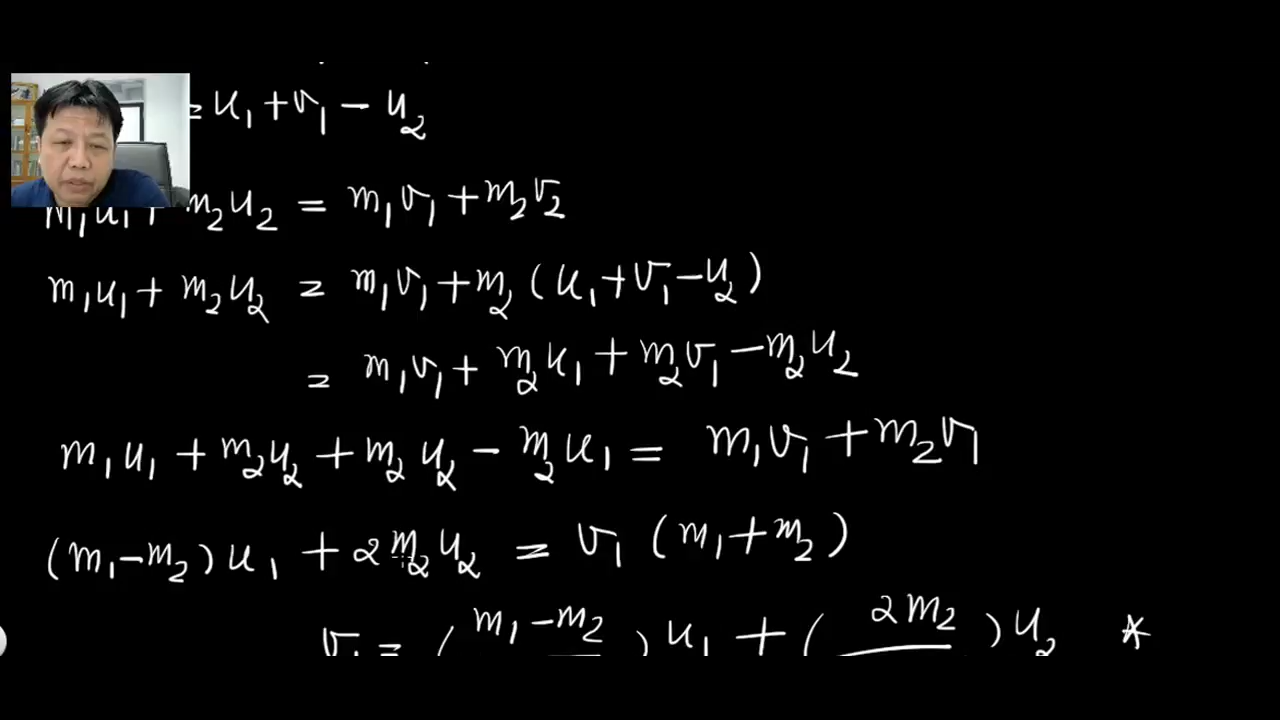 = u₁ + v₁ - u₂
m₁u₁ + m₂u₂ = m₁v₁ + m₂v₂
m₁u₁ + m₂u₂ = m₁v₁ + m₂ (u₁ + v₁ - u₂)
= m₁v₁ + m₂u₁ + m₂v₁ - m₂u₂
m₁u₁ + m₂u₂ + m₂u₂ - m₂u₁ = m₁v₁ + m₂v₁
(m₁ - m₂) u₁ + 2m₂u₂ = v₁ (m₁ + m₂)
v₁ = (m₁ - m₂ ) u₁ + ( 2m₂ ) u₂ *